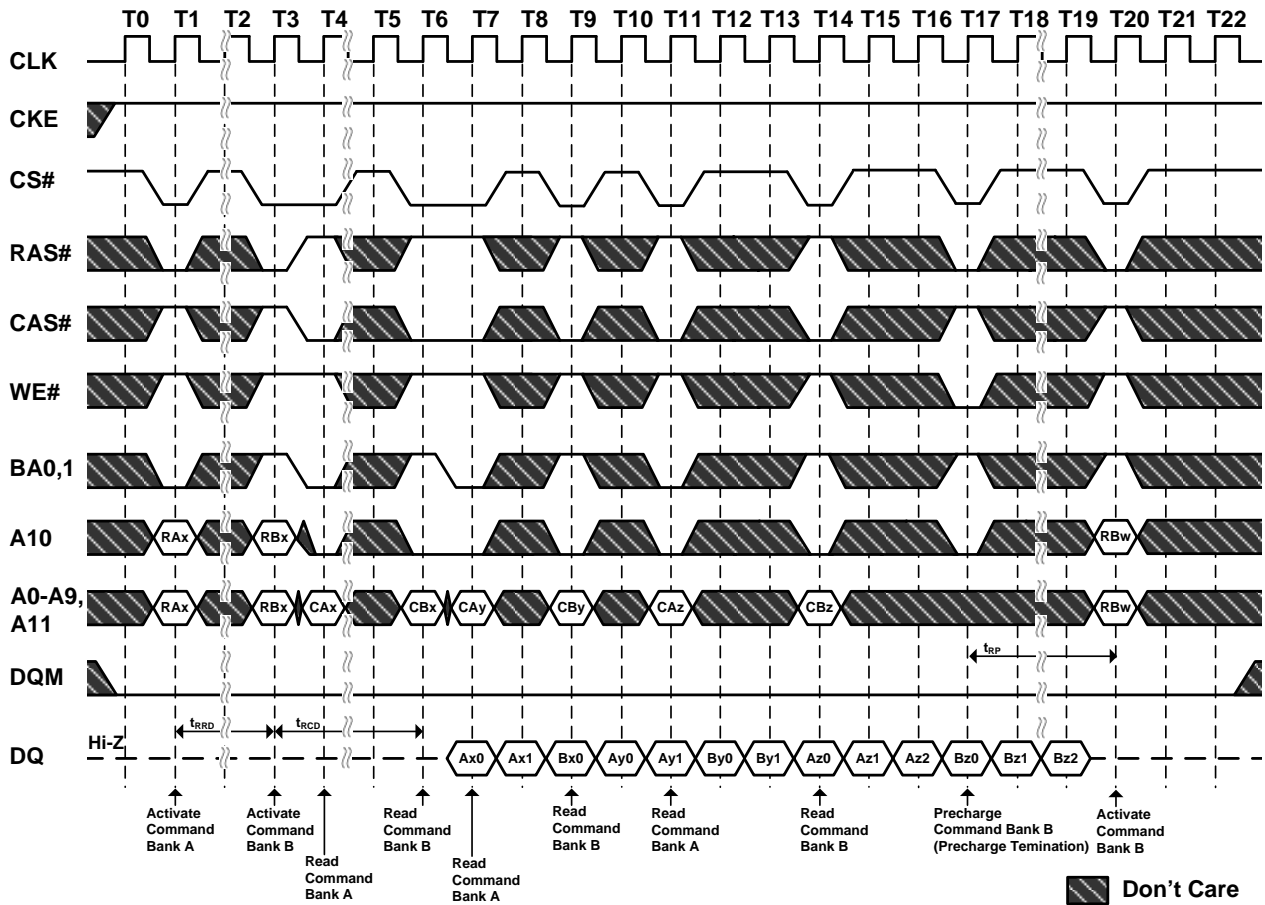 T0 T1 T2 T3 T4 T5 T6 T7 T8 T9 T10 T11 T12 T13 T14 T15 T16 T17 T18 T19 T20 T21 T22
CLK
CKE
CS#
RAS#
CAS#
WE#
BA0,1
A10
RAx RBx RBw
A0-A9,
A11
RAx RBx CAx CBx CAy CBy CAz CBz RBw
tRP
DQM
tRRD tRCD
Hi-Z
DQ
Ax0 Ax1 Bx0 Ay0 Ay1 By0 By1 Az0 Az1 Az2 Bz0 Bz1 Bz2
Activate
Command
Bank A
Activate
Command
Bank B
Read
Command
Bank A
Read
Command
Bank B
Read
Command
Bank A
Read
Command
Bank B
Read
Command
Bank A
Read
Command
Bank B
Precharge
Command Bank B
(Precharge Temination)
Activate
Command
Bank B
Don't Care